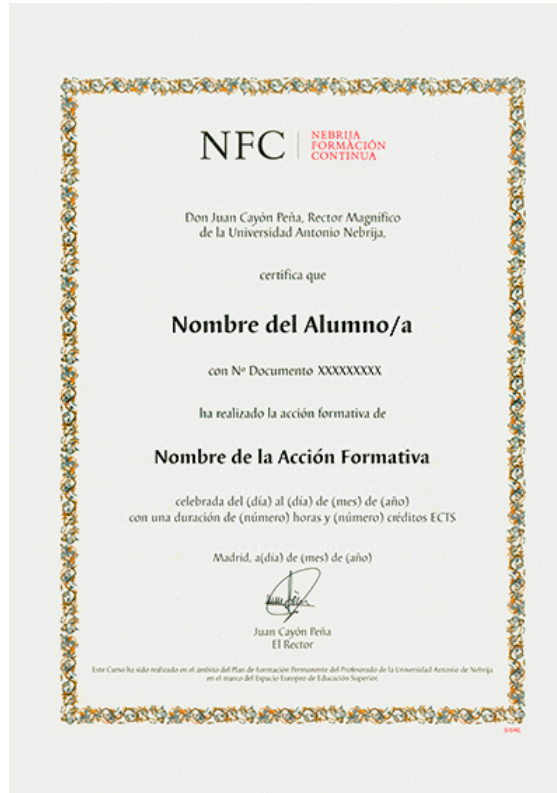 NFC
NEBRIJA
FORMACIÓN
CONTINUA
Don Juan Cayón Peña, Rector Magnífico
de la Universidad Antonio Nebrija,
certifica que
Nombre del Alumno/a
con Nº Documento XXXXXXXXX
ha realizado la acción formativa de
Nombre de la Acción Formativa
celebrada del (día) al (día) de (mes) de (año)
con una duración de (número) horas y (número) créditos ECTS
Madrid, a(día) de (mes) de (año)
Juan Cayón Peña
El Rector
Este Curso ha sido realizado en el ámbito del Plan de Formación Permanente del Profesorado de la Universidad Antonio de Nebrija
en el marco del Espacio Europeo de Educación Superior.
SIGNE